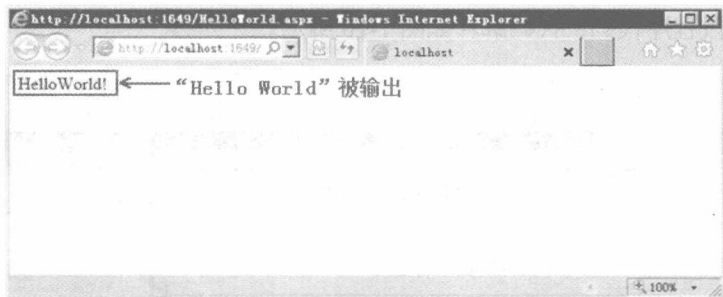 http://localhost:1649/HelloWorld.aspx - Windows Internet Explorer
http://localhost:1649/
localhost
HelloWorld!
“Hello World”被输出
100%